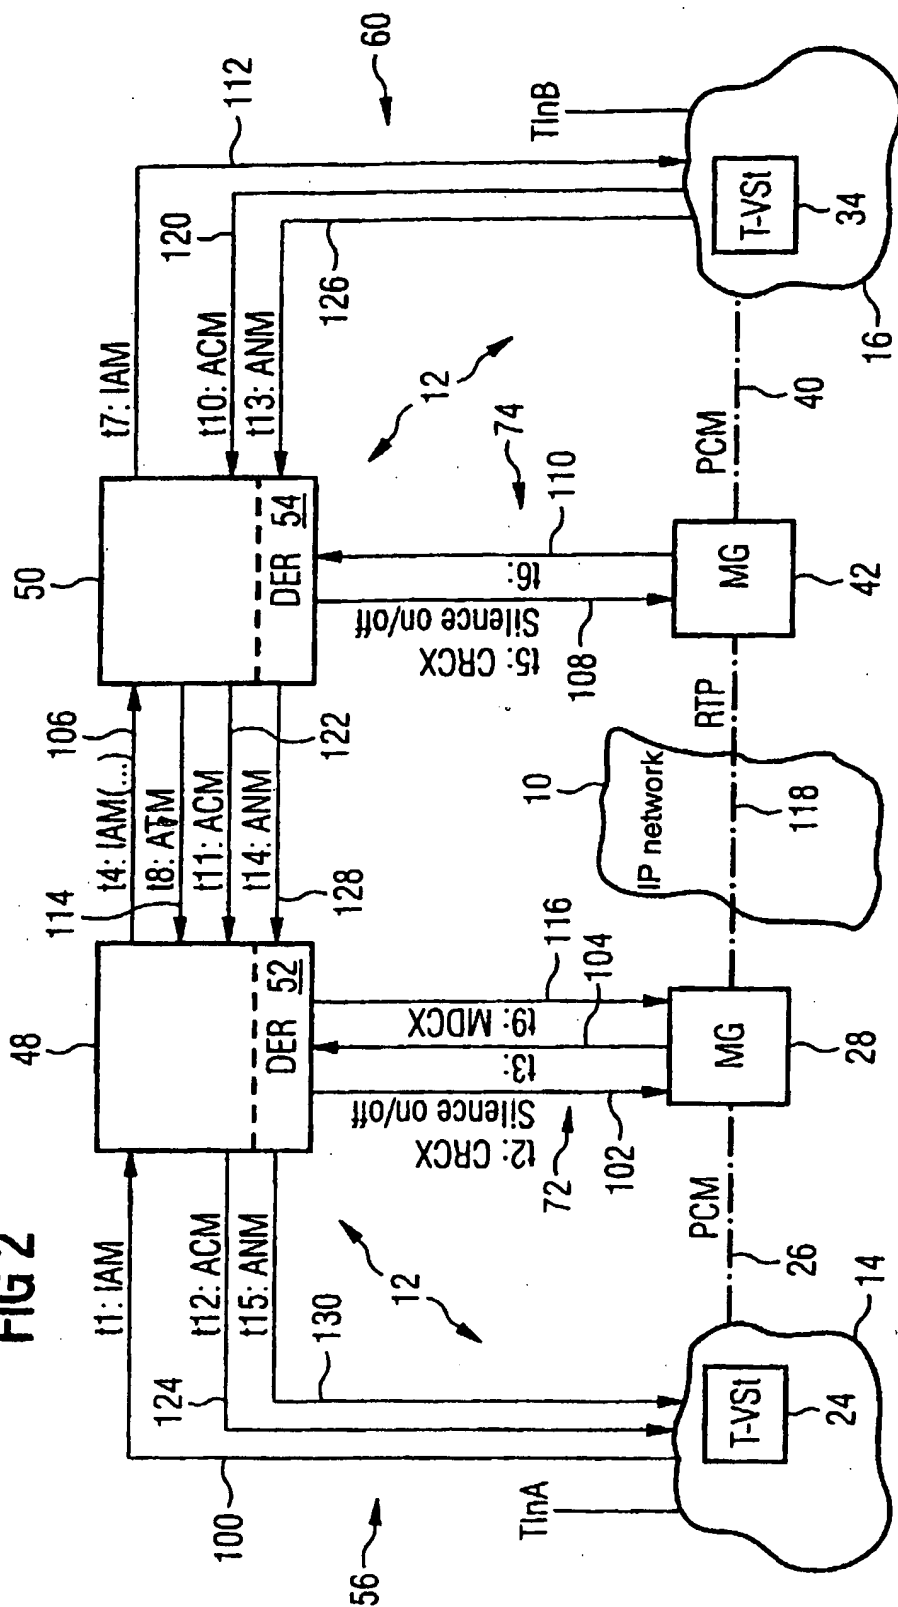 FIG 2
56
100
124
t1: IAM
t12: ACM
t15: ANM
130
12
48
DER 52
114
t4: IAM(...)
106
t8: ATM
t11: ACM
t14: ANM
128
122
50
DER 54
t7: IAM
t10: ACM
t13: ANM
112
120
126
60
12
72
t2: CRCX
Silence on/off
102
t3:
104
t9: MDCX
116
74
t5: CRCX
Silence on/off
108
t6:
110
TlnA
T-VSt
24
14
26
PCM
MG
28
10
IP network
118
RTP
MG
42
PCM
40
TlnB
T-VSt
34
16